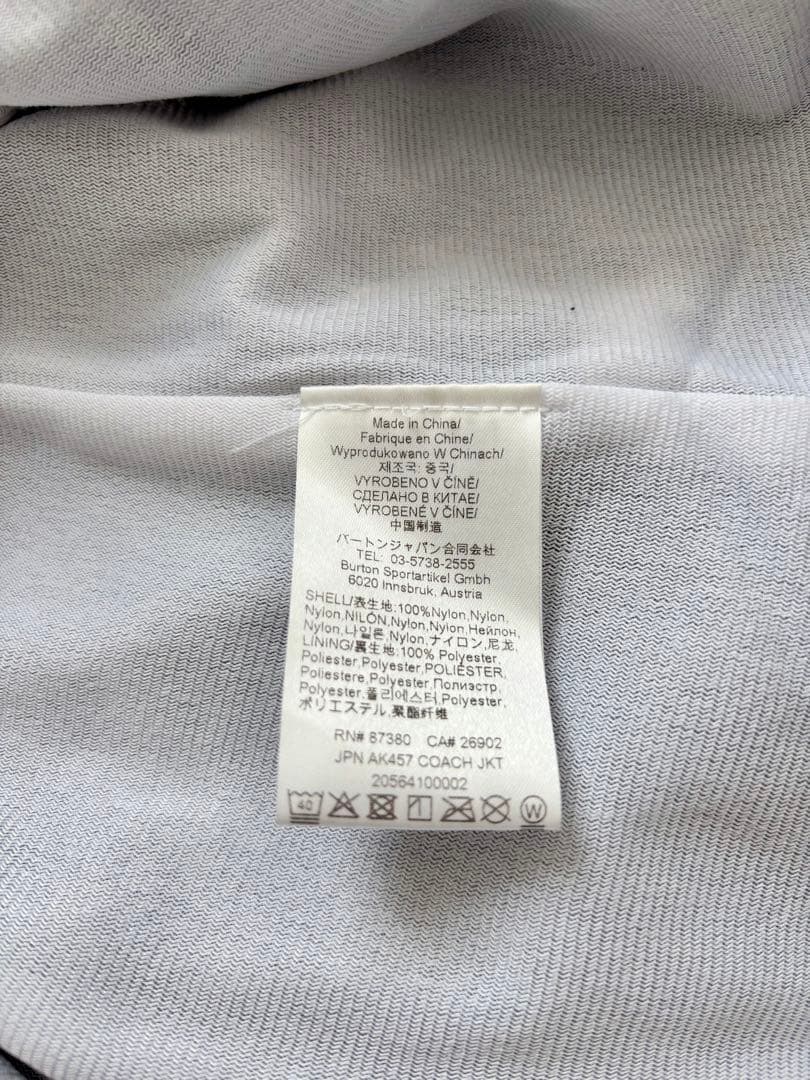 Made in China/
Fabrique en Chine/
Wyprodukowano W Chinach/
제조국: 중국/
VYROBENO V ČÍNĚ/
СДЕЛАНО В КИТАЕ/
VYROBENÉ V ČÍNE/
中国制造
バートンジャパン合同会社
TEL: 03-5738-2555
Burton Sportartikel Gmbh
6020 Innsbruk, Austria
SHELL/表生地:100%Nylon,Nylon,
Nylon,NILÓN,Nylon,Nylon,Нейлон,
Nylon,나일론,Nylon,ナイロン,尼龙,
LINING/裏生地:100% Polyester,
Poliester,Polyester,POLIÉSTER,
Poliestere,Polyester,Полиэстр,
Polyester,폴리에스터,Polyester,
ポリエステル,聚酯纤维
RN# 87380 CA# 26902
JPN AK457 COACH JKT
20564100002
40 W